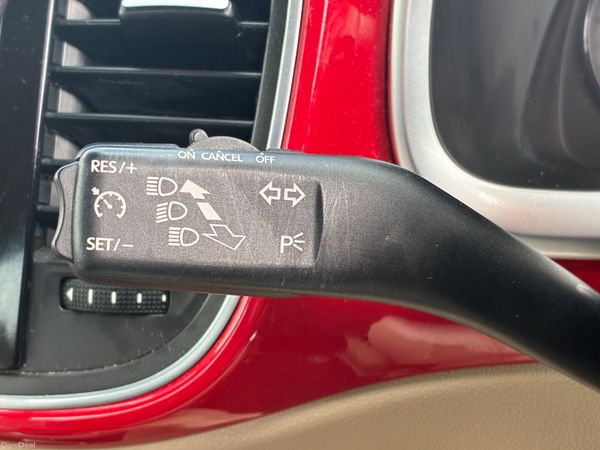 ON CANCEL OFF
RES/+
SET/−
P
DoneDeal